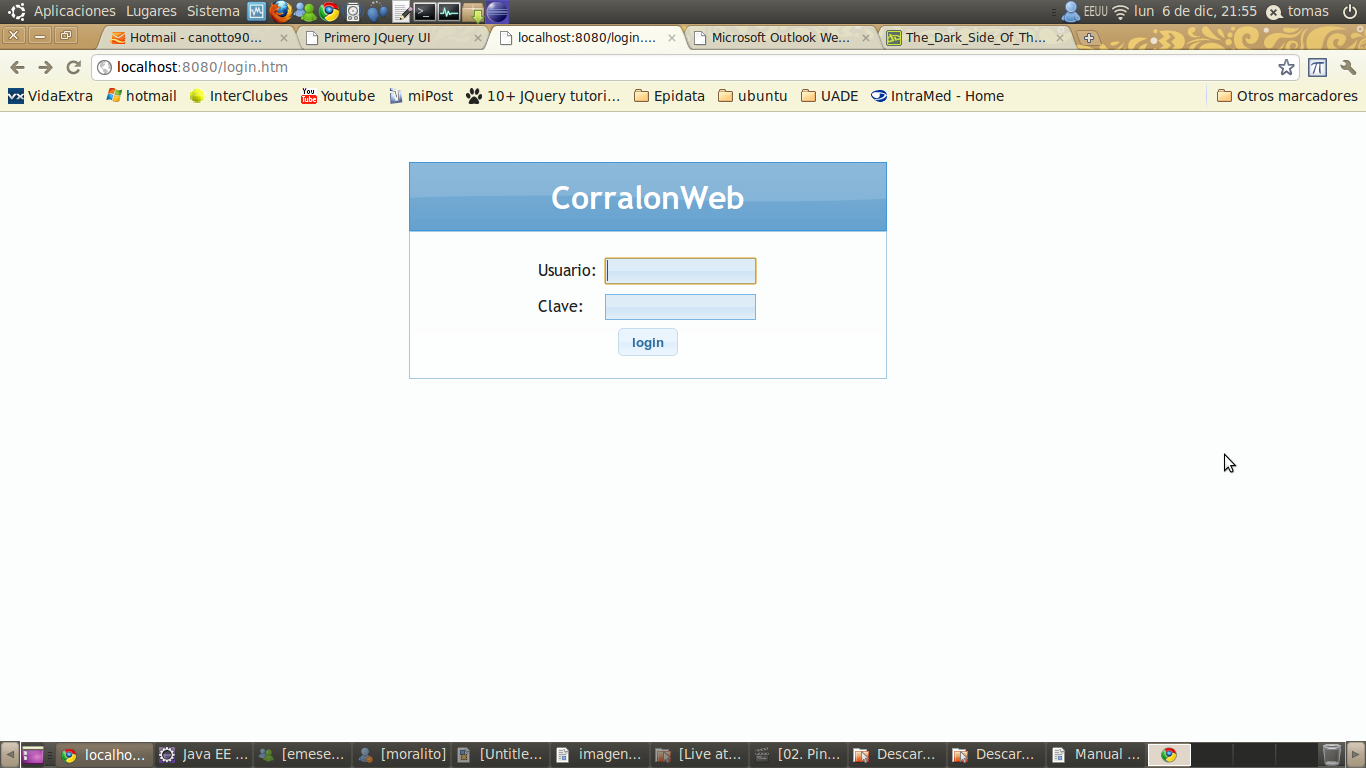 Aplicaciones Lugares Sistema EEUU lun 6 de dic, 21:55 tomas
Hotmail - canotto90... Primero JQuery UI localhost:8080/login.... Microsoft Outlook We... The_Dark_Side_Of_Th...
localhost:8080/login.htm
VidaExtra hotmail InterClubes You Tube Youtube miPost 10+ JQuery tutori... Epidata ubuntu UADE IntraMed - Home Otros marcadores
CorralonWeb
Usuario:
Clave:
login
localho... Java EE ... [emese... [moralito] [Untitle... imagen... [Live at... [02. Pin... Descar... Descar... Manual ...